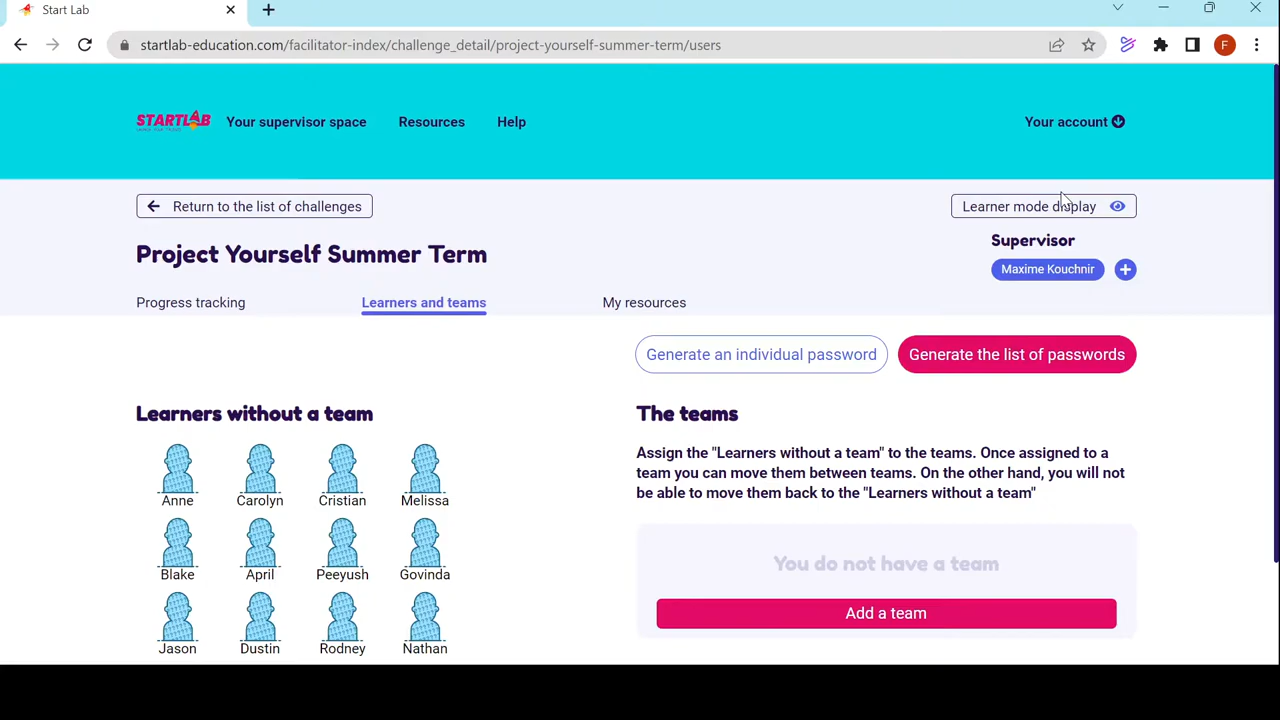 Start Lab
startlab-education.com/facilitator-index/challenge_detail/project-yourself-summer-term/users
F
STARTLAB
Your supervisor space
Resources
Help
Your account
Return to the list of challenges
Learner mode display
Project Yourself Summer Term
Supervisor
Maxime Kouchnir
Progress tracking
Learners and teams
My resources
Generate an individual password
Generate the list of passwords
Learners without a team
Anne Carolyn Cristian Melissa
Blake April Peeyush Govinda
Jason Dustin Rodney Nathan
The teams
Assign the "Learners without a team" to the teams. Once assigned to a
team you can move them between teams. On the other hand, you will not
be able to move them back to the "Learners without a team"
You do not have a team
Add a team